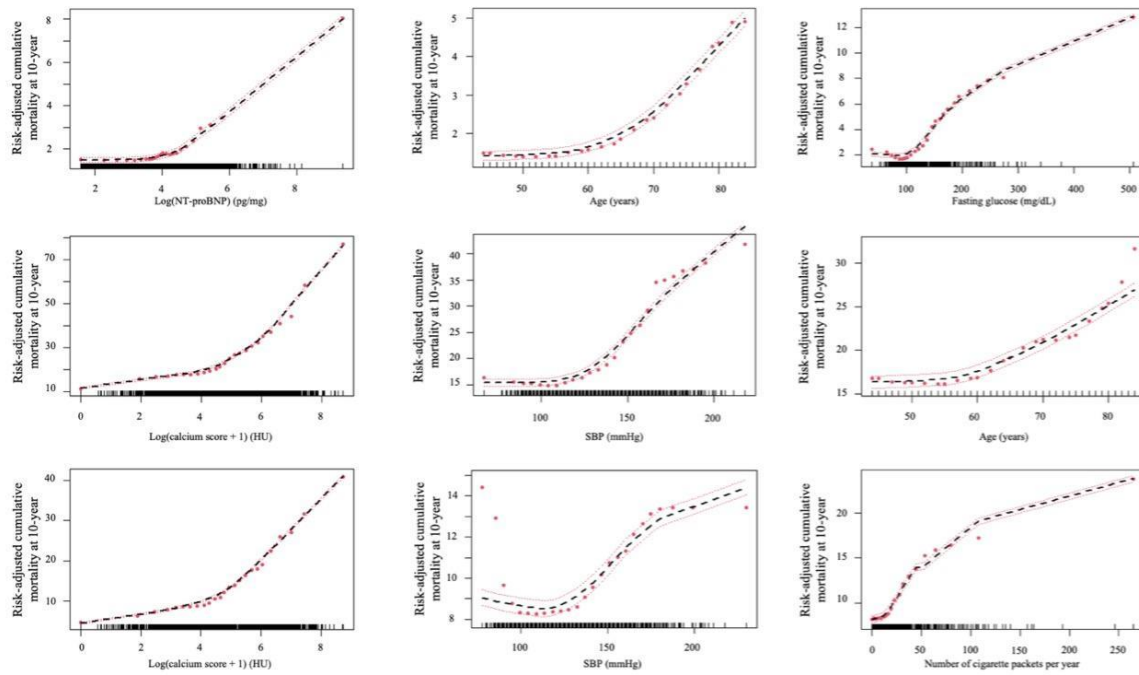 Risk-adjusted cumulative
mortality at 10-year
8
6
4
2
2
4
6
8
Log(NT-proBNP) (pg/mg)
Risk-adjusted cumulative
mortality at 10-year
5
4
3
2
50
60
70
80
Age (years)
Risk-adjusted cumulative
mortality at 10-year
12
10
8
6
4
2
100
200
300
400
500
Fasting glucose (mg/dL)
Risk-adjusted cumulative
mortality at 10-year
70
50
30
10
0
2
4
6
8
Log(calcium score + 1) (HU)
Risk-adjusted cumulative
mortality at 10-year
40
35
30
25
20
15
100
150
200
SBP (mmHg)
Risk-adjusted cumulative
mortality at 10-year
30
25
20
15
50
60
70
80
Age (years)
Risk-adjusted cumulative
mortality at 10-year
40
30
20
10
0
2
4
6
8
Log(calcium score + 1) (HU)
Risk-adjusted cumulative
mortality at 10-year
14
12
10
9
8
100
150
200
SBP (mmHg)
Risk-adjusted cumulative
mortality at 10-year
20
15
10
0
50
100
150
200
250
Number of cigarette packets per year